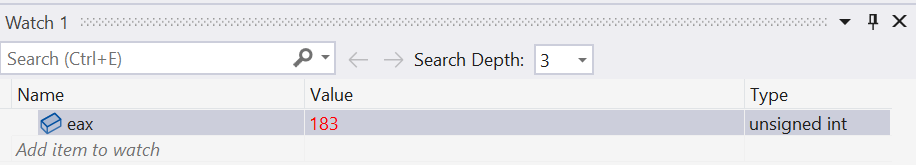 Watch 1
Search (Ctrl+E) Search Depth: 3
Name Value Type
eax 183 unsigned int
Add item to watch